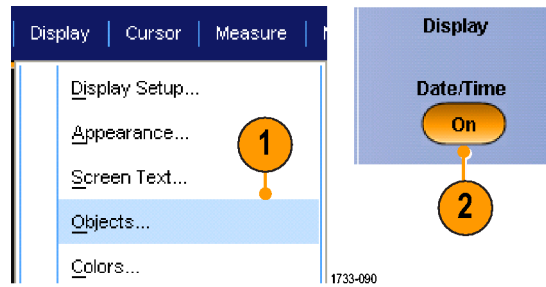 Display Cursor Measure
Display Setup...
Appearance...
1
Screen Text...
Objects...
Colors...
Display
Date/Time
On
2
1733-090